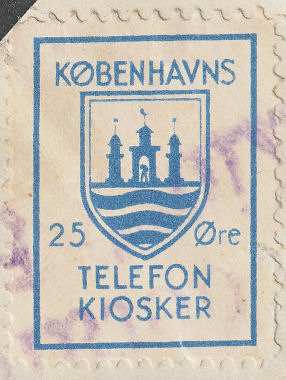 KØBENHAVNS
25 Øre
TELEFON
KIOSKER